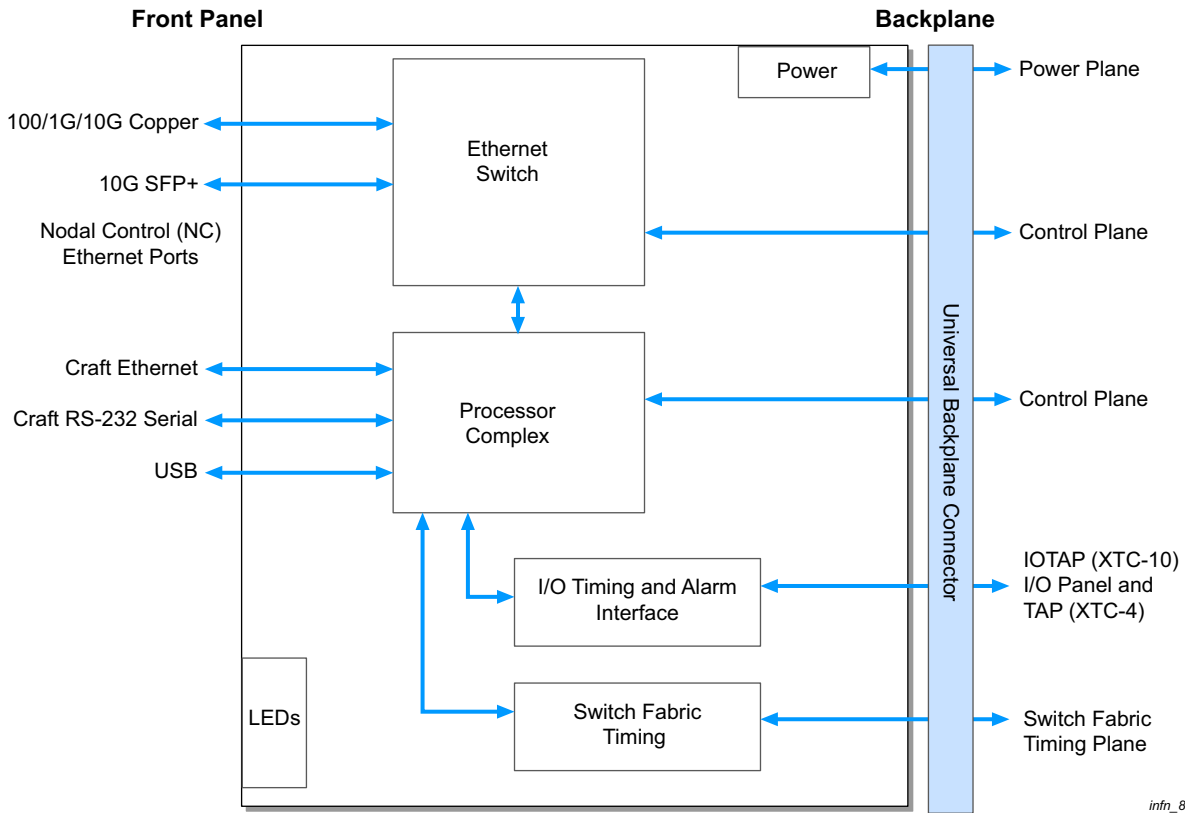 Front Panel
Backplane
Power
Power Plane
100/1G/10G Copper
Ethernet
Switch
10G SFP+
Nodal Control (NC)
Ethernet Ports
Control Plane
Universal Backplane Connector
Craft Ethernet
Craft RS-232 Serial
USB
Processor
Complex
Control Plane
I/O Timing and Alarm
Interface
IOTAP (XTC-10)
I/O Panel and
TAP (XTC-4)
LEDs
Switch Fabric
Timing
Switch Fabric
Timing Plane
infn_8